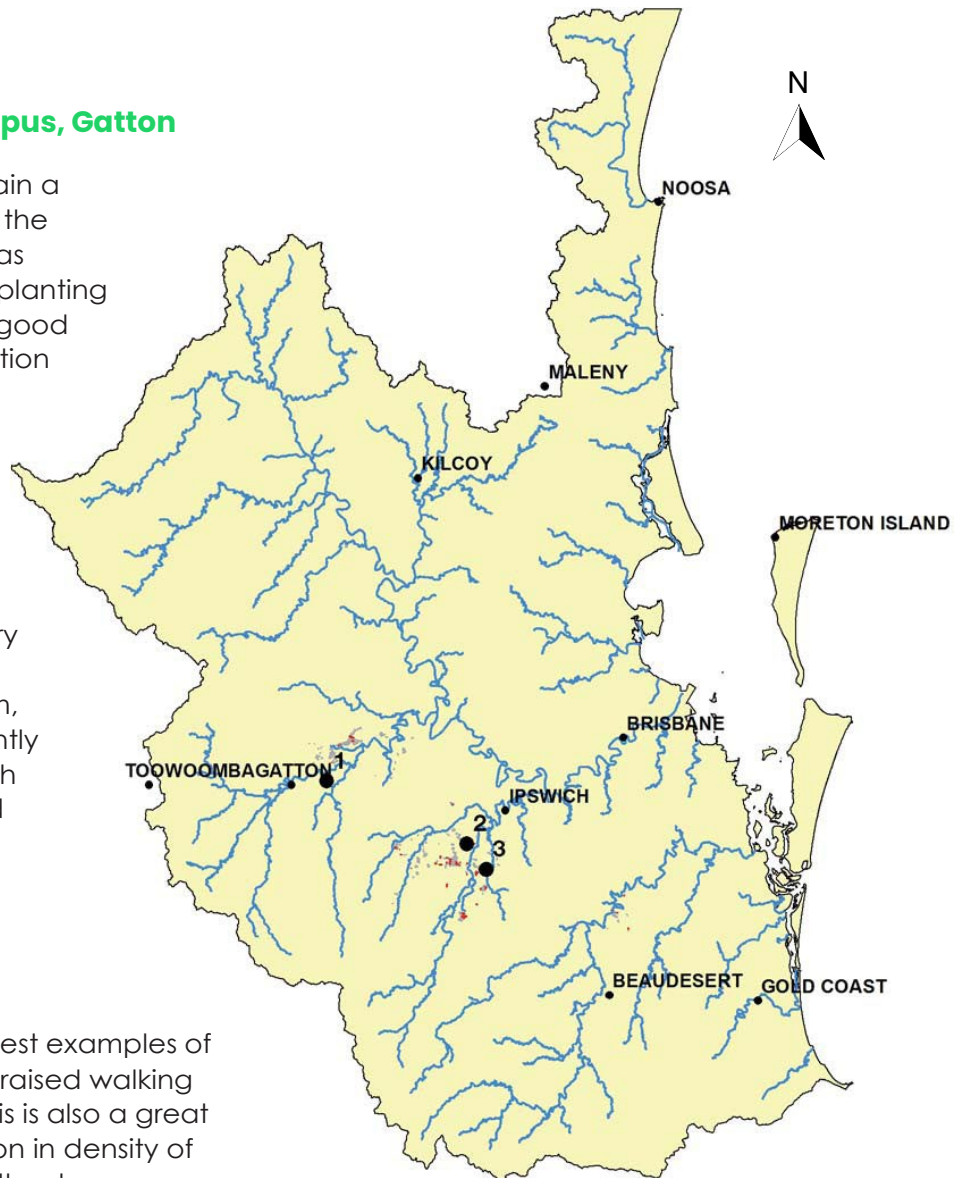 pus, Gatton
ain a
the
as
planting
good
tion
ry
n,
ntly
h
d
est examples of
raised walking
is is also a great
on in density of
N
NOOSA
MALENY
KILCOY
MORETON ISLAND
BRISBANE
TOOWOOMBA
GATTON
1
IPSWICH
2
3
BEAUDESERT
GOLD COAST